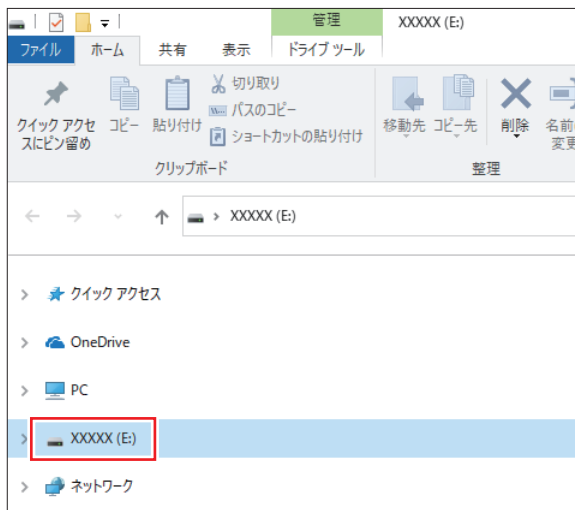 管理
XXXXX (E:)
ファイル ホーム 共有 表示 ドライブ ツール
クイック アクセスにピン留め
コピー
貼り付け
切り取り
パスのコピー
ショートカットの貼り付け
移動先 コピー先 削除
名前
変更
クリップボード 整理
XXXXX (E:)
クイック アクセス
OneDrive
PC
XXXXX (E:)
ネットワーク